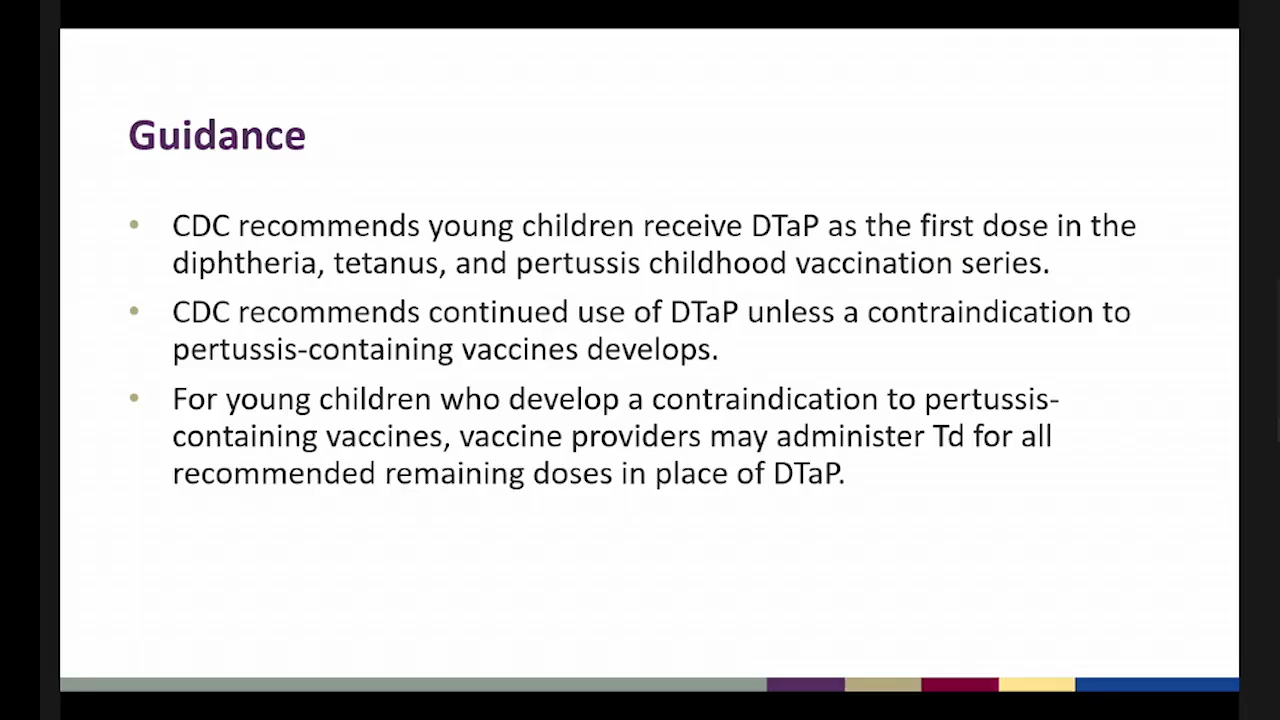 Guidance
• CDC recommends young children receive DTaP as the first dose in the
diphtheria, tetanus, and pertussis childhood vaccination series.
• CDC recommends continued use of DTaP unless a contraindication to
pertussis-containing vaccines develops.
• For young children who develop a contraindication to pertussis-
containing vaccines, vaccine providers may administer Td for all
recommended remaining doses in place of DTaP.